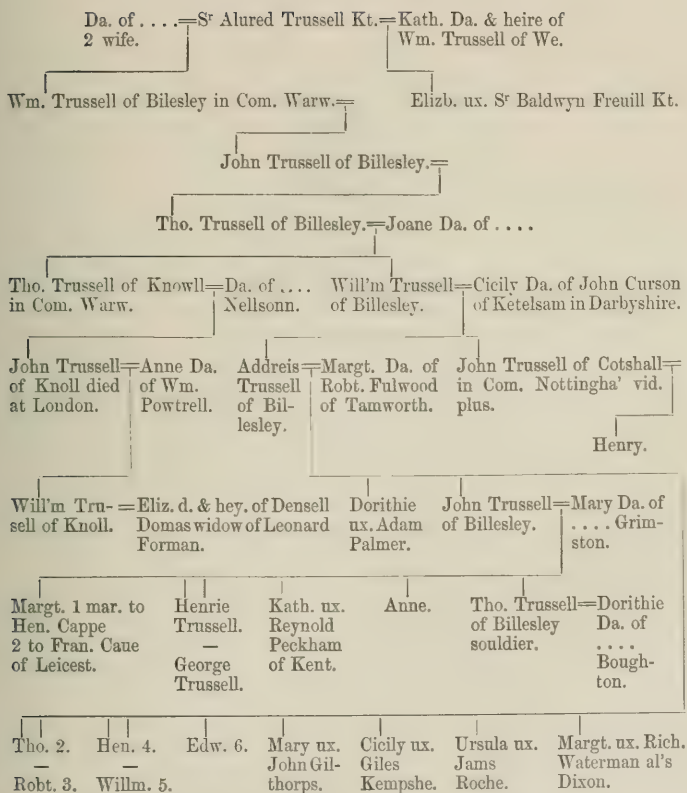 Da. of . . . .=Sʳ Alured Trussell Kt.=Kath. Da. & heire of
2 wife.
Wm. Trussell of We.
Wm. Trussell of Bilesley in Com. Warw.=
Elizb. ux. Sʳ Baldwyn Freuill Kt.
John Trussell of Billesley.=
Tho. Trussell of Billesley.=Joane Da. of . . . .
Tho. Trussell of Knowll=Da. of . . . .
in Com. Warw.
Nellsonn.
Will'm Trussell=Cicily Da. of John Curson
of Billesley.
of Ketelsam in Darbyshire.
John Trussell=Anne Da.
of Knoll died
of Wm.
at London.
Powtrell.
Addreis=Margt. Da. of
Trussell
Robt. Fulwood
of Bil-
of Tamworth.
lesley.
John Trussell of Cotshall
in Com. Nottingha' vid.
plus.
Henry.
Will'm Tru-
sell of Knoll.
=Eliz. d. & hey. of Densell
Domas widow of Leonard
Forman.
Dorithie
ux. Adam
Palmer.
John Trussell=Mary Da. of
of Billesley.
. . . . Grim-
ston.
Margt. 1 mar. to
Hen. Cappe
2 to Fran. Caue
of Leicest.
Henrie
Trussell.
—
George
Trussell.
Kath. ux.
Reynold
Peckham
of Kent.
Anne.
Tho. Trussell=Dorithie
of Billesley
souldier.
Da. of
. . . .
Bough-
ton.
Tho. 2.
—
Robt. 3.
Hen. 4.
—
Willm. 5.
Edw. 6.
Mary ux.
John Gil-
thorps.
Cicily ux.
Giles
Kempshe.
Ursula ux.
Jams
Roche.
Margt. ux. Rich.
Waterman al's
Dixon.